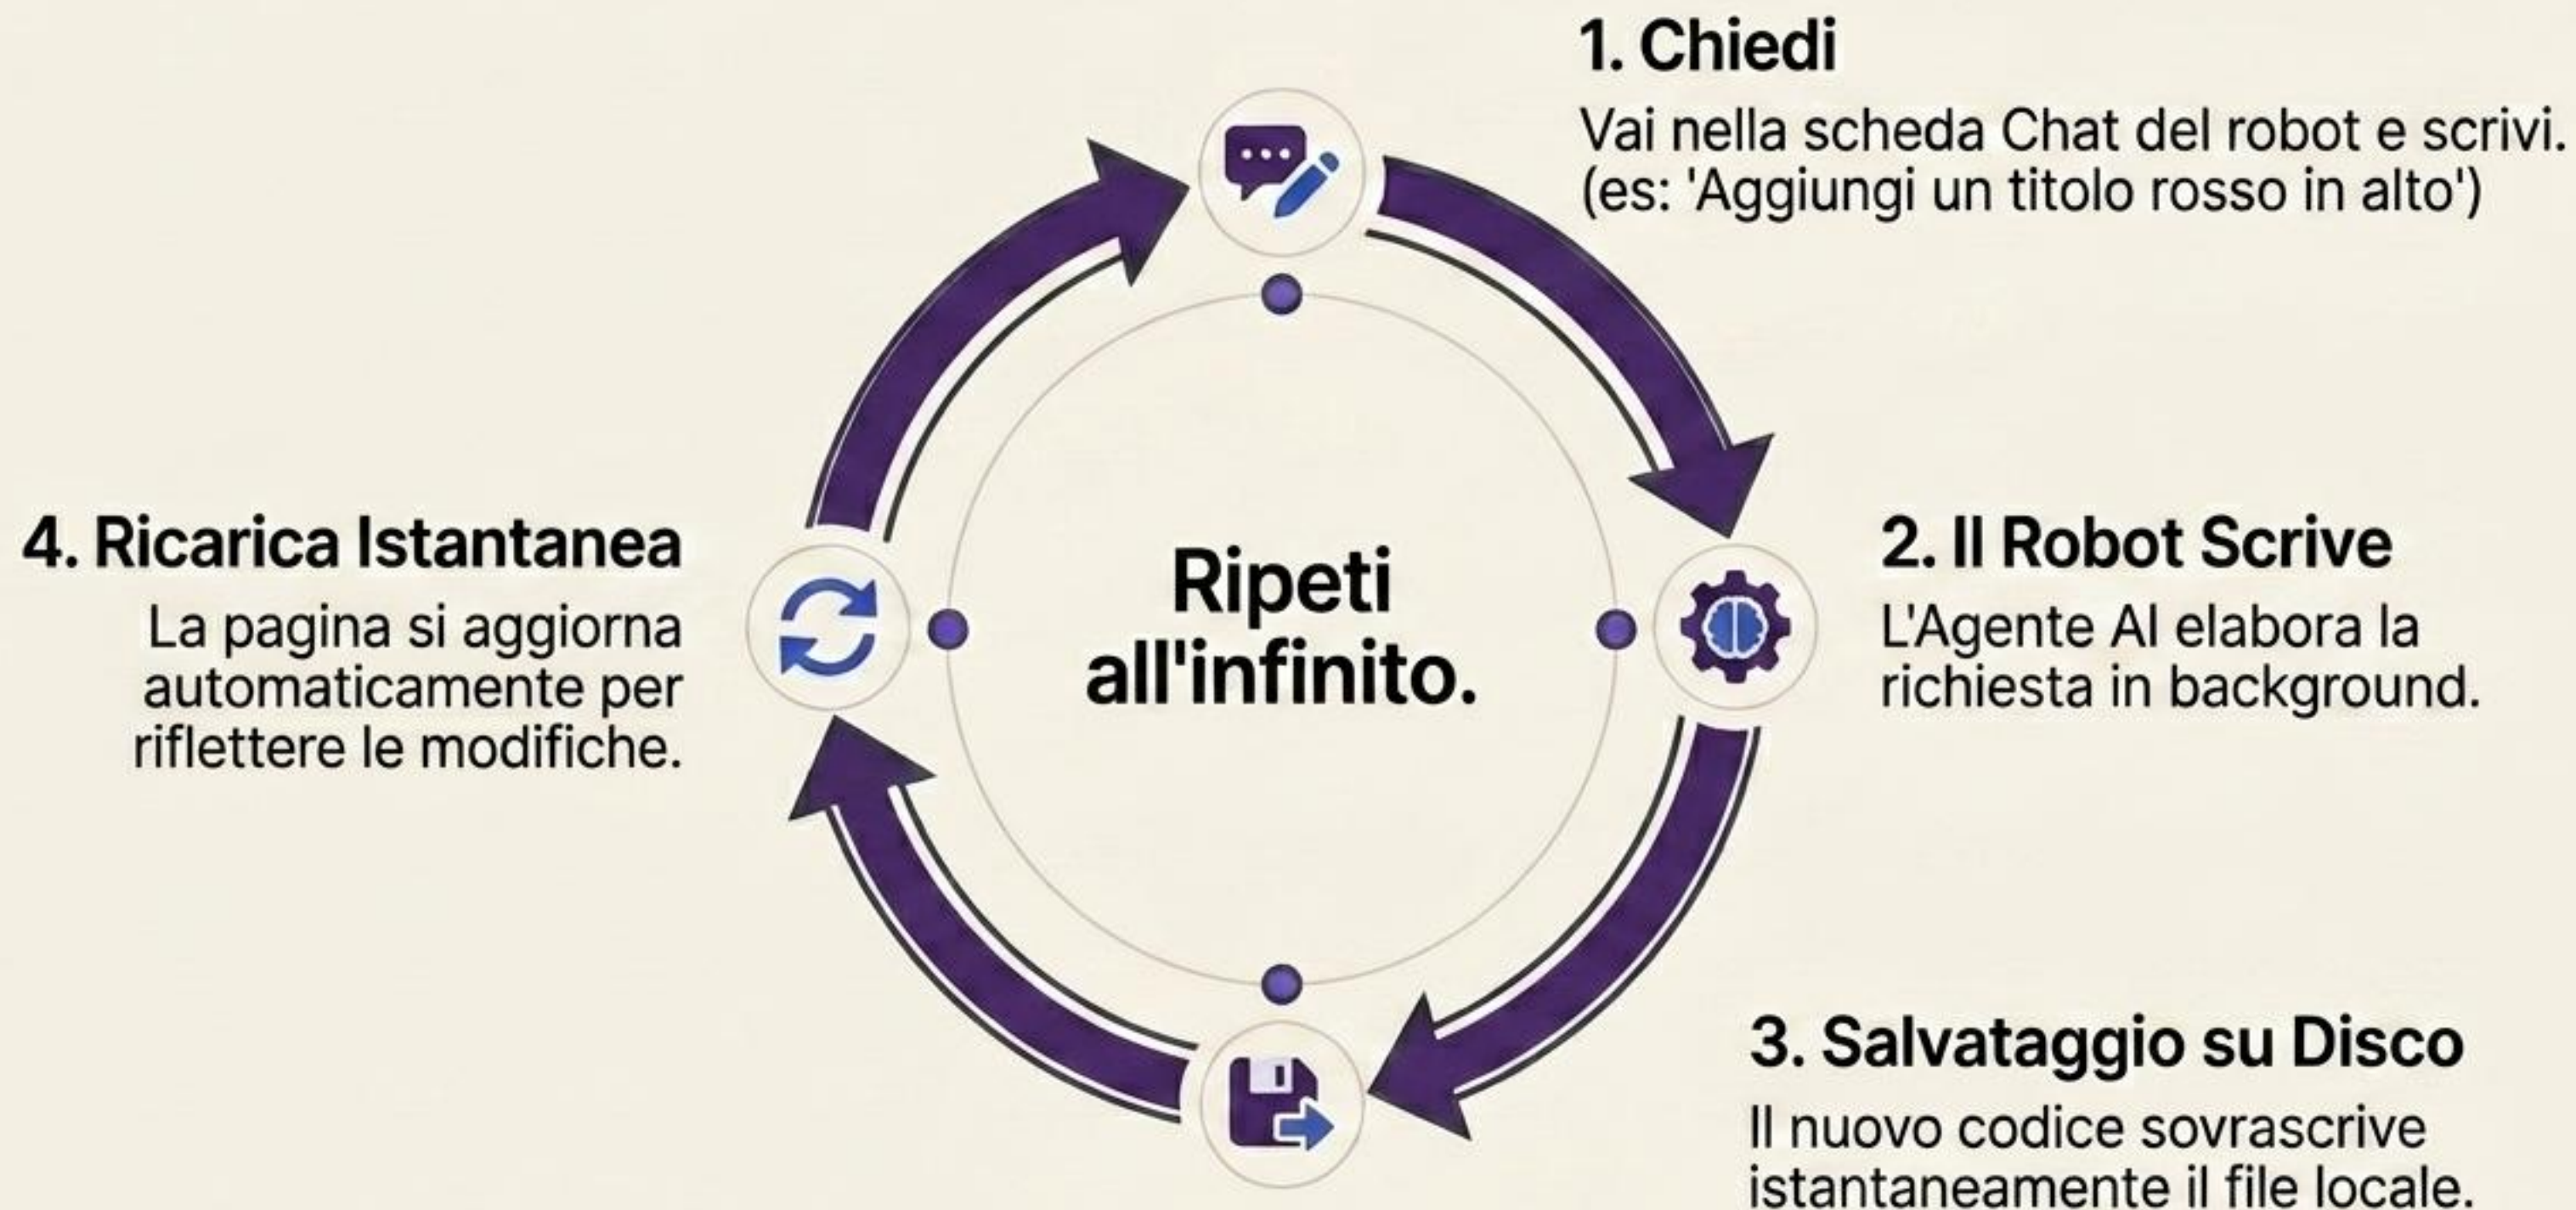 1. Chiedi
Vai nella scheda Chat del robot e scrivi.
(es: 'Aggiungi un titolo rosso in alto')
2. Il Robot Scrive
L'Agente AI elabora la
richiesta in background.
3. Salvataggio su Disco
Il nuovo codice sovrascrive
istantaneamente il file locale.
4. Ricarica Istantanea
La pagina si aggiorna
automaticamente per
riflettere le modifiche.
Ripeti
all'infinito.